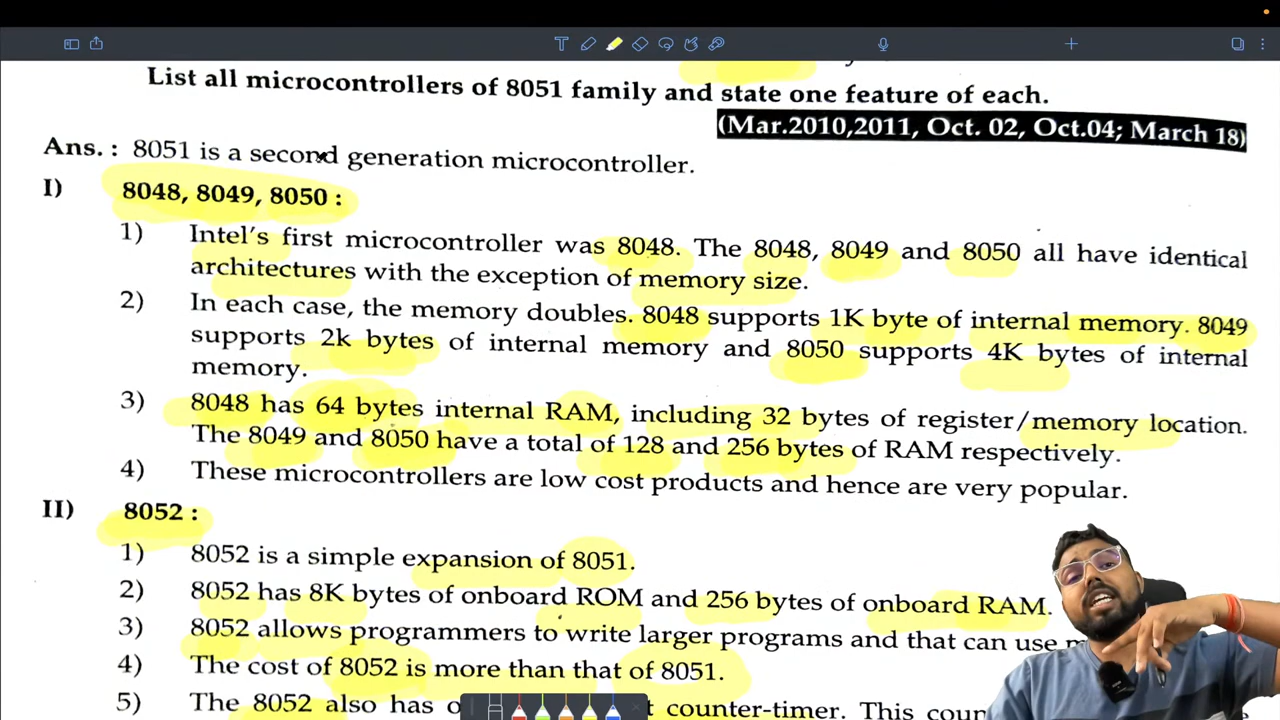 List all microcontrollers of 8051 family and state one feature of each.
(Mar.2010,2011, Oct. 02, Oct.04; March 18)
Ans. : 8051 is a second generation microcontroller.
I) 8048, 8049, 8050 :
1) Intel's first microcontroller was 8048. The 8048, 8049 and 8050 all have identical
architectures with the exception of memory size.
2) In each case, the memory doubles. 8048 supports 1K byte of internal memory. 8049
supports 2k bytes of internal memory and 8050 supports 4K bytes of internal
memory.
3) 8048 has 64 bytes internal RAM, including 32 bytes of register/memory location.
The 8049 and 8050 have a total of 128 and 256 bytes of RAM respectively.
4) These microcontrollers are low cost products and hence are very popular.
II) 8052 :
1) 8052 is a simple expansion of 8051.
2) 8052 has 8K bytes of onboard ROM and 256 bytes of onboard RAM.
3) 8052 allows programmers to write larger programs and that can use
4) The cost of 8052 is more than that of 8051.
5) The 8052 also has counter-timer. This